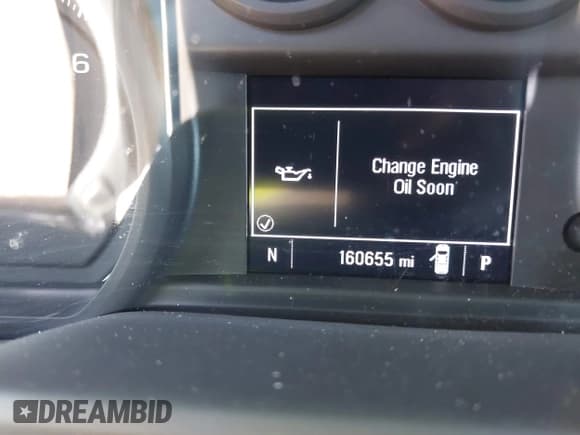 6
Change Engine
Oil Soon
N 160655 mi P
DREAMBID